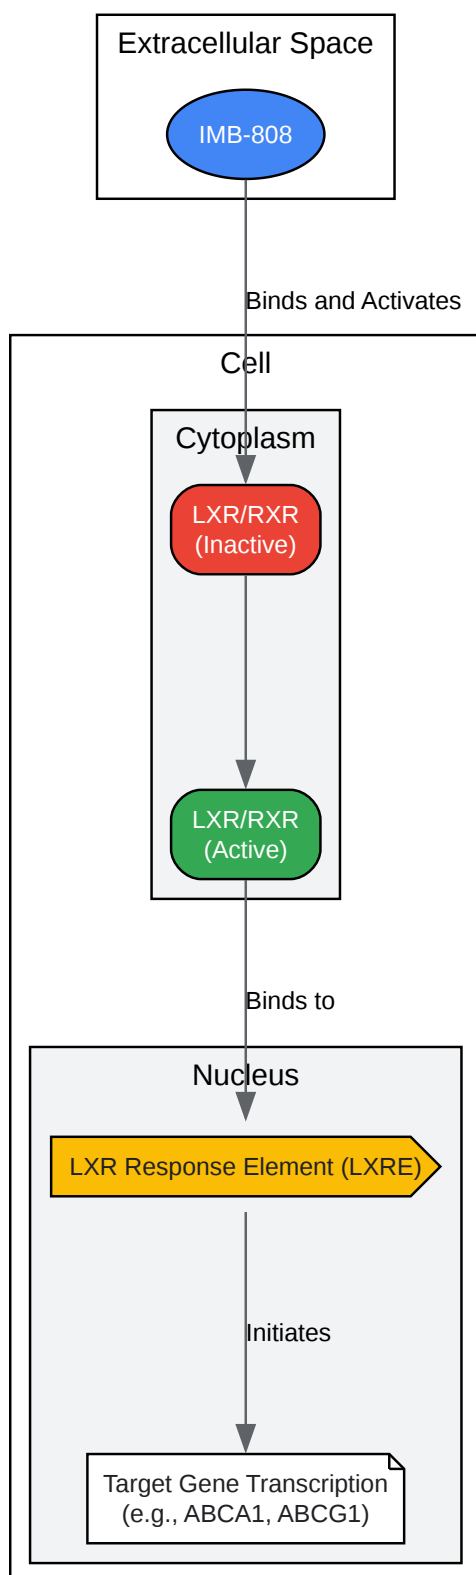 Extracellular Space
IMB-808
Binds and Activates
Cell
Cytoplasm
LXR/RXR
(Inactive)
LXR/RXR
(Active)
Binds to
Nucleus
LXR Response Element (LXRE)
Initiates
Target Gene Transcription
(e.g., ABCA1, ABCG1)